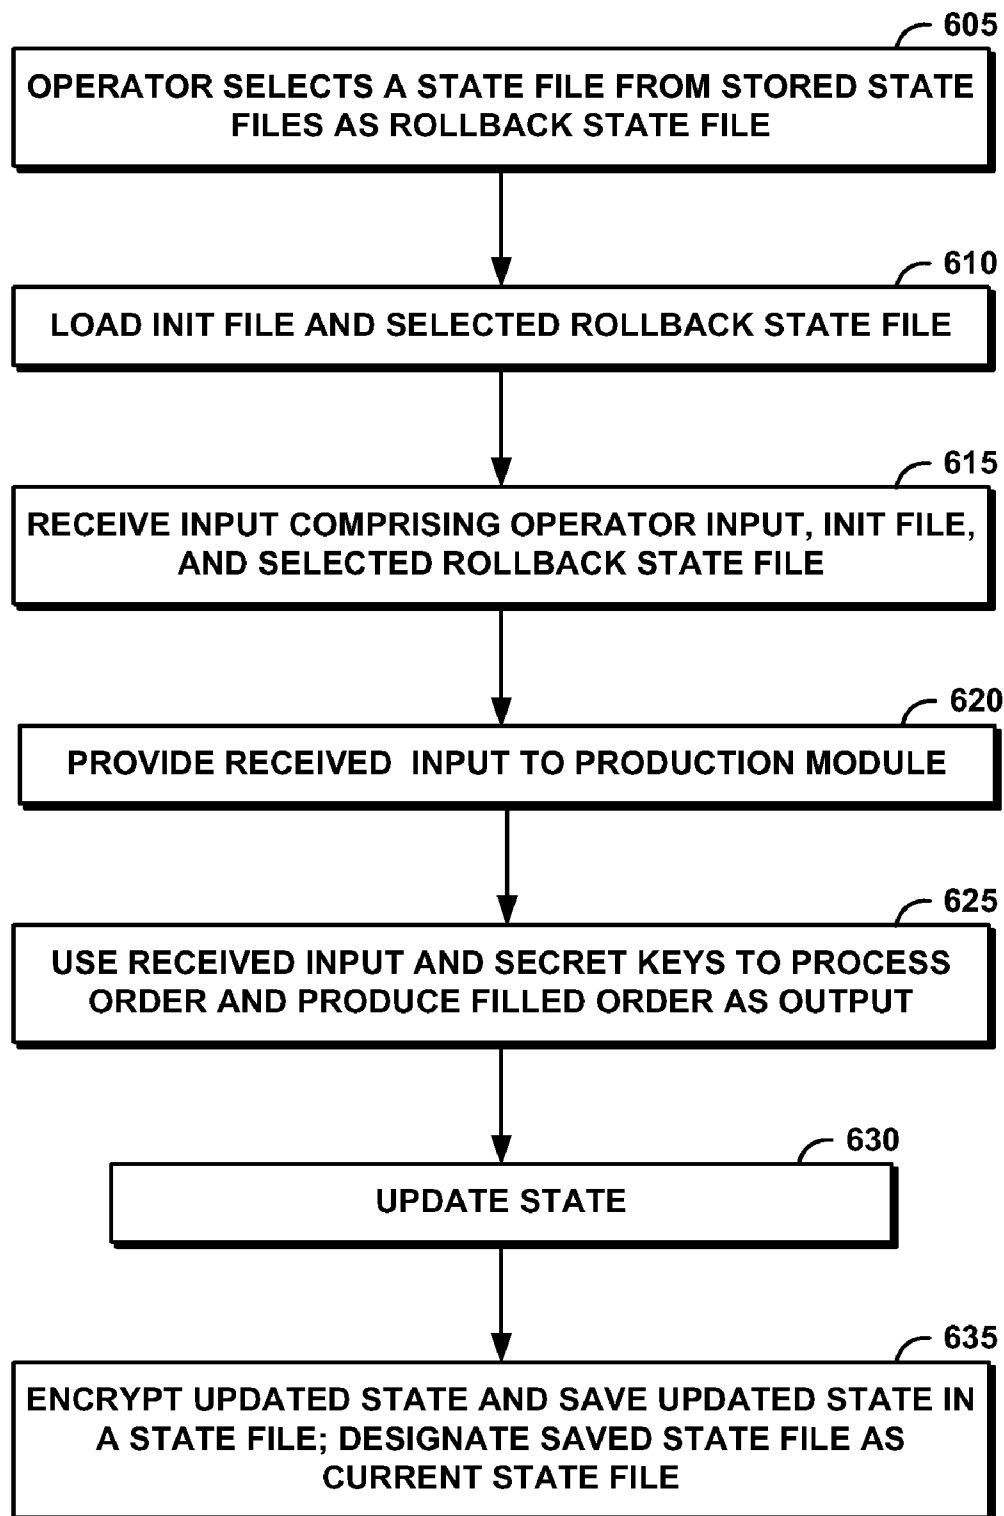 605
OPERATOR SELECTS A STATE FILE FROM STORED STATE
FILES AS ROLLBACK STATE FILE
610
LOAD INIT FILE AND SELECTED ROLLBACK STATE FILE
615
RECEIVE INPUT COMPRISING OPERATOR INPUT, INIT FILE,
AND SELECTED ROLLBACK STATE FILE
620
PROVIDE RECEIVED INPUT TO PRODUCTION MODULE
625
USE RECEIVED INPUT AND SECRET KEYS TO PROCESS
ORDER AND PRODUCE FILLED ORDER AS OUTPUT
630
UPDATE STATE
635
ENCRYPT UPDATED STATE AND SAVE UPDATED STATE IN
A STATE FILE; DESIGNATE SAVED STATE FILE AS
CURRENT STATE FILE